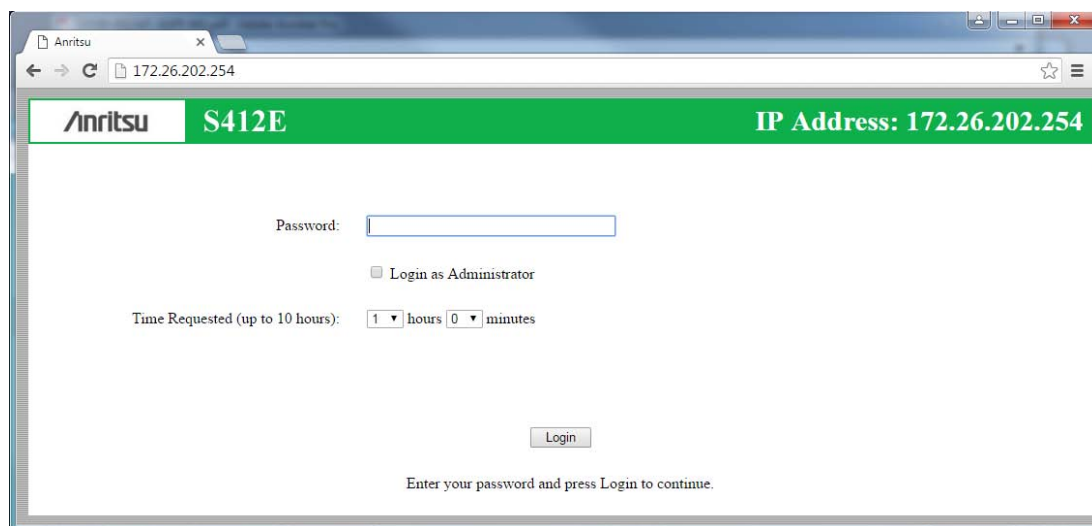 Anritsu
172.26.202.254
Anritsu S412E IP Address: 172.26.202.254
Password:
Login as Administrator
Time Requested (up to 10 hours): 1 hours 0 minutes
Login
Enter your password and press Login to continue.